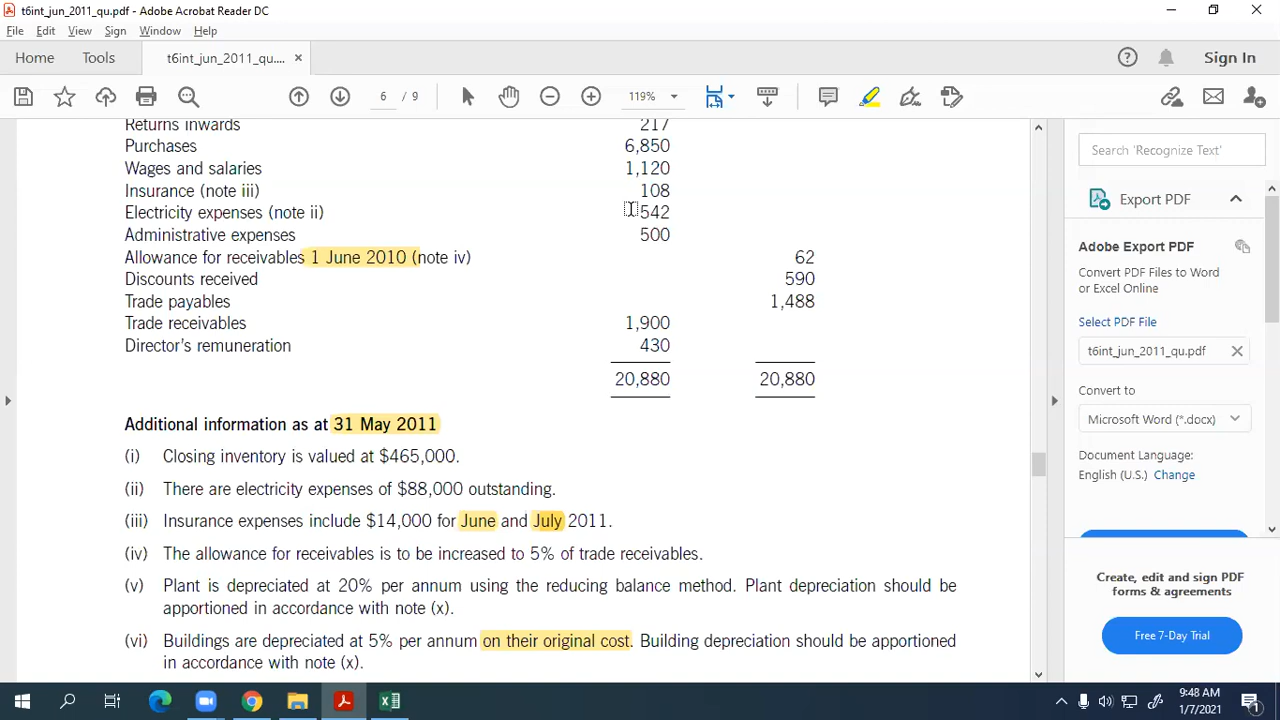 t6int_jun_2011_qu.pdf - Adobe Acrobat Reader DC
File Edit View Sign Window Help
Home Tools t6int_jun_2011_qu.... × Sign In
6 / 9 119%
Returns inwards 217
Purchases 6,850
Wages and salaries 1,120
Insurance (note iii) 108
Electricity expenses (note ii) 542
Administrative expenses 500
Allowance for receivables 1 June 2010 (note iv) 62
Discounts received 590
Trade payables 1,488
Trade receivables 1,900
Director's remuneration 430
20,880 20,880
Additional information as at 31 May 2011
(i) Closing inventory is valued at $465,000.
(ii) There are electricity expenses of $88,000 outstanding.
(iii) Insurance expenses include $14,000 for June and July 2011.
(iv) The allowance for receivables is to be increased to 5% of trade receivables.
(v) Plant is depreciated at 20% per annum using the reducing balance method. Plant depreciation should be
apportioned in accordance with note (x).
(vi) Buildings are depreciated at 5% per annum on their original cost. Building depreciation should be apportioned
in accordance with note (x).
Search 'Recognize Text'
Export PDF
Adobe Export PDF
Convert PDF Files to Word
or Excel Online
Select PDF File
t6int_jun_2011_qu.pdf
Convert to
Microsoft Word (*.docx)
Document Language:
English (U.S.) Change
Create, edit and sign PDF
forms & agreements
Free 7-Day Trial
9:48 AM
1/7/2021